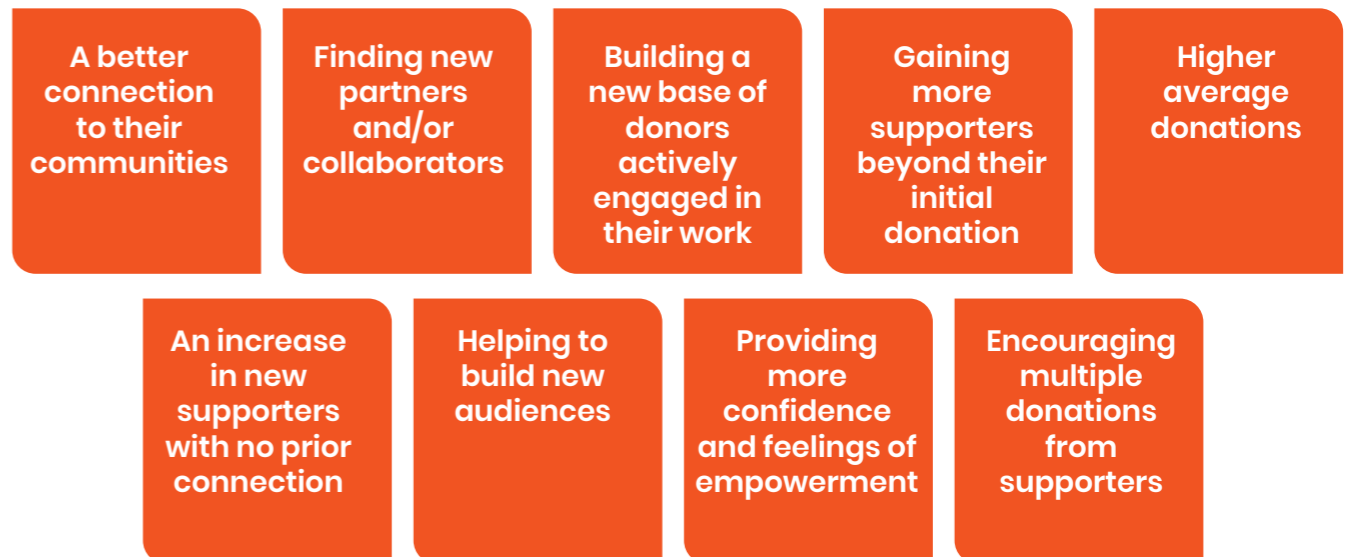 A better
connection
to their
communities
Finding new
partners
and/or
collaborators
Building a
new base of
donors
actively
engaged in
their work
Gaining
more
supporters
beyond their
initial
donation
Higher
average
donations
An increase
in new
supporters
with no prior
connection
Helping to
build new
audiences
Providing
more
confidence
and feelings of
empowerment
Encouraging
multiple
donations
from
supporters